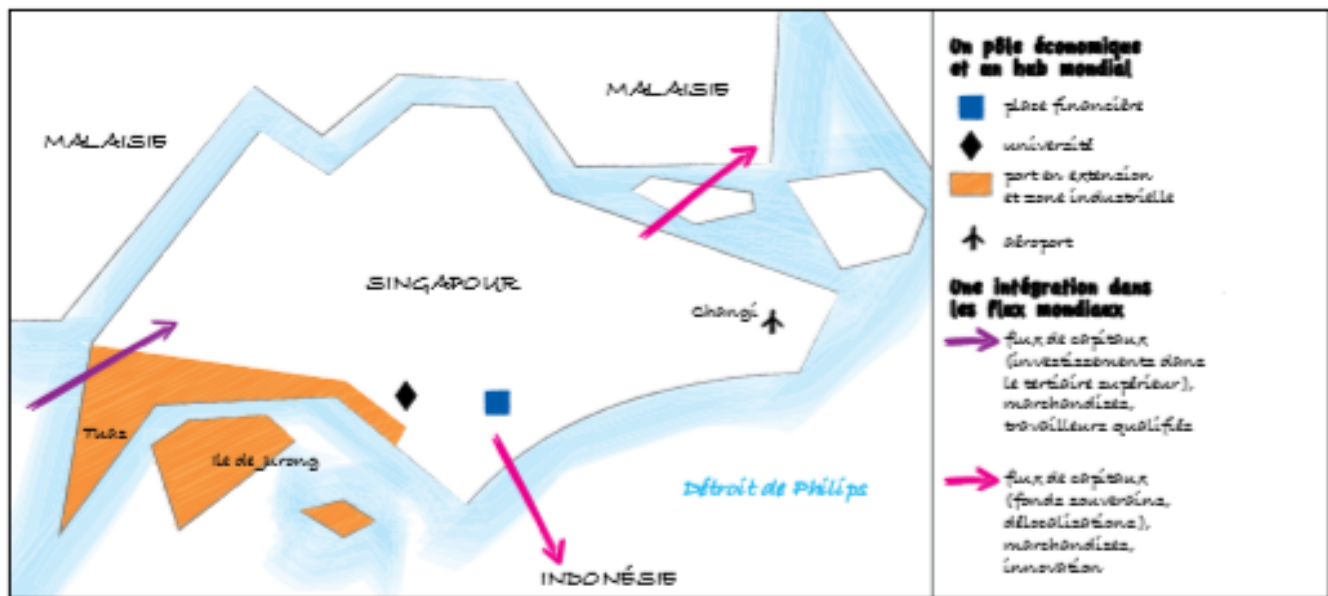 MALAISIE
MALAISIE
SINGAPOUR
Changi
Tuas
Ile de Jurong
Détroit de Philips
INDONÉSIE
Un pôle économique
et un hub mondial
place financière
université
port en extension
et zone industrielle
aéroport
Une intégration dans
les flux mondiaux
flux de capitaux
(investissements dans
le tertiaire supérieur),
marchandises,
travailleurs qualifiés
flux de capitaux
(fonds souverains,
délocalisations),
marchandises,
innovation